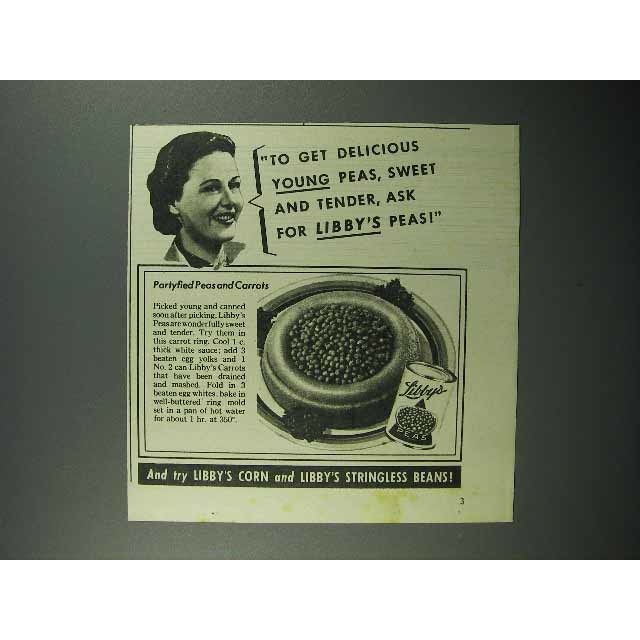 "TO GET DELICIOUS
YOUNG PEAS, SWEET
AND TENDER, ASK
FOR LIBBY'S PEAS!"
Partyfied Peas and Carrots
Picked young and canned
soon after picking, Libby's
Peas are wonderfully sweet
and tender. Try them in
this carrot ring. Cool 1 c.
thick white sauce; add 3
beaten egg yolks and 1
No. 2 can Libby's Carrots
that have been drained
and mashed. Fold in 3
beaten egg whites, bake in
well-buttered ring mold
set in a pan of hot water
for about 1 hr. at 350°.
Libby's
PEAS
And try LIBBY'S CORN and LIBBY'S STRINGLESS BEANS!
3